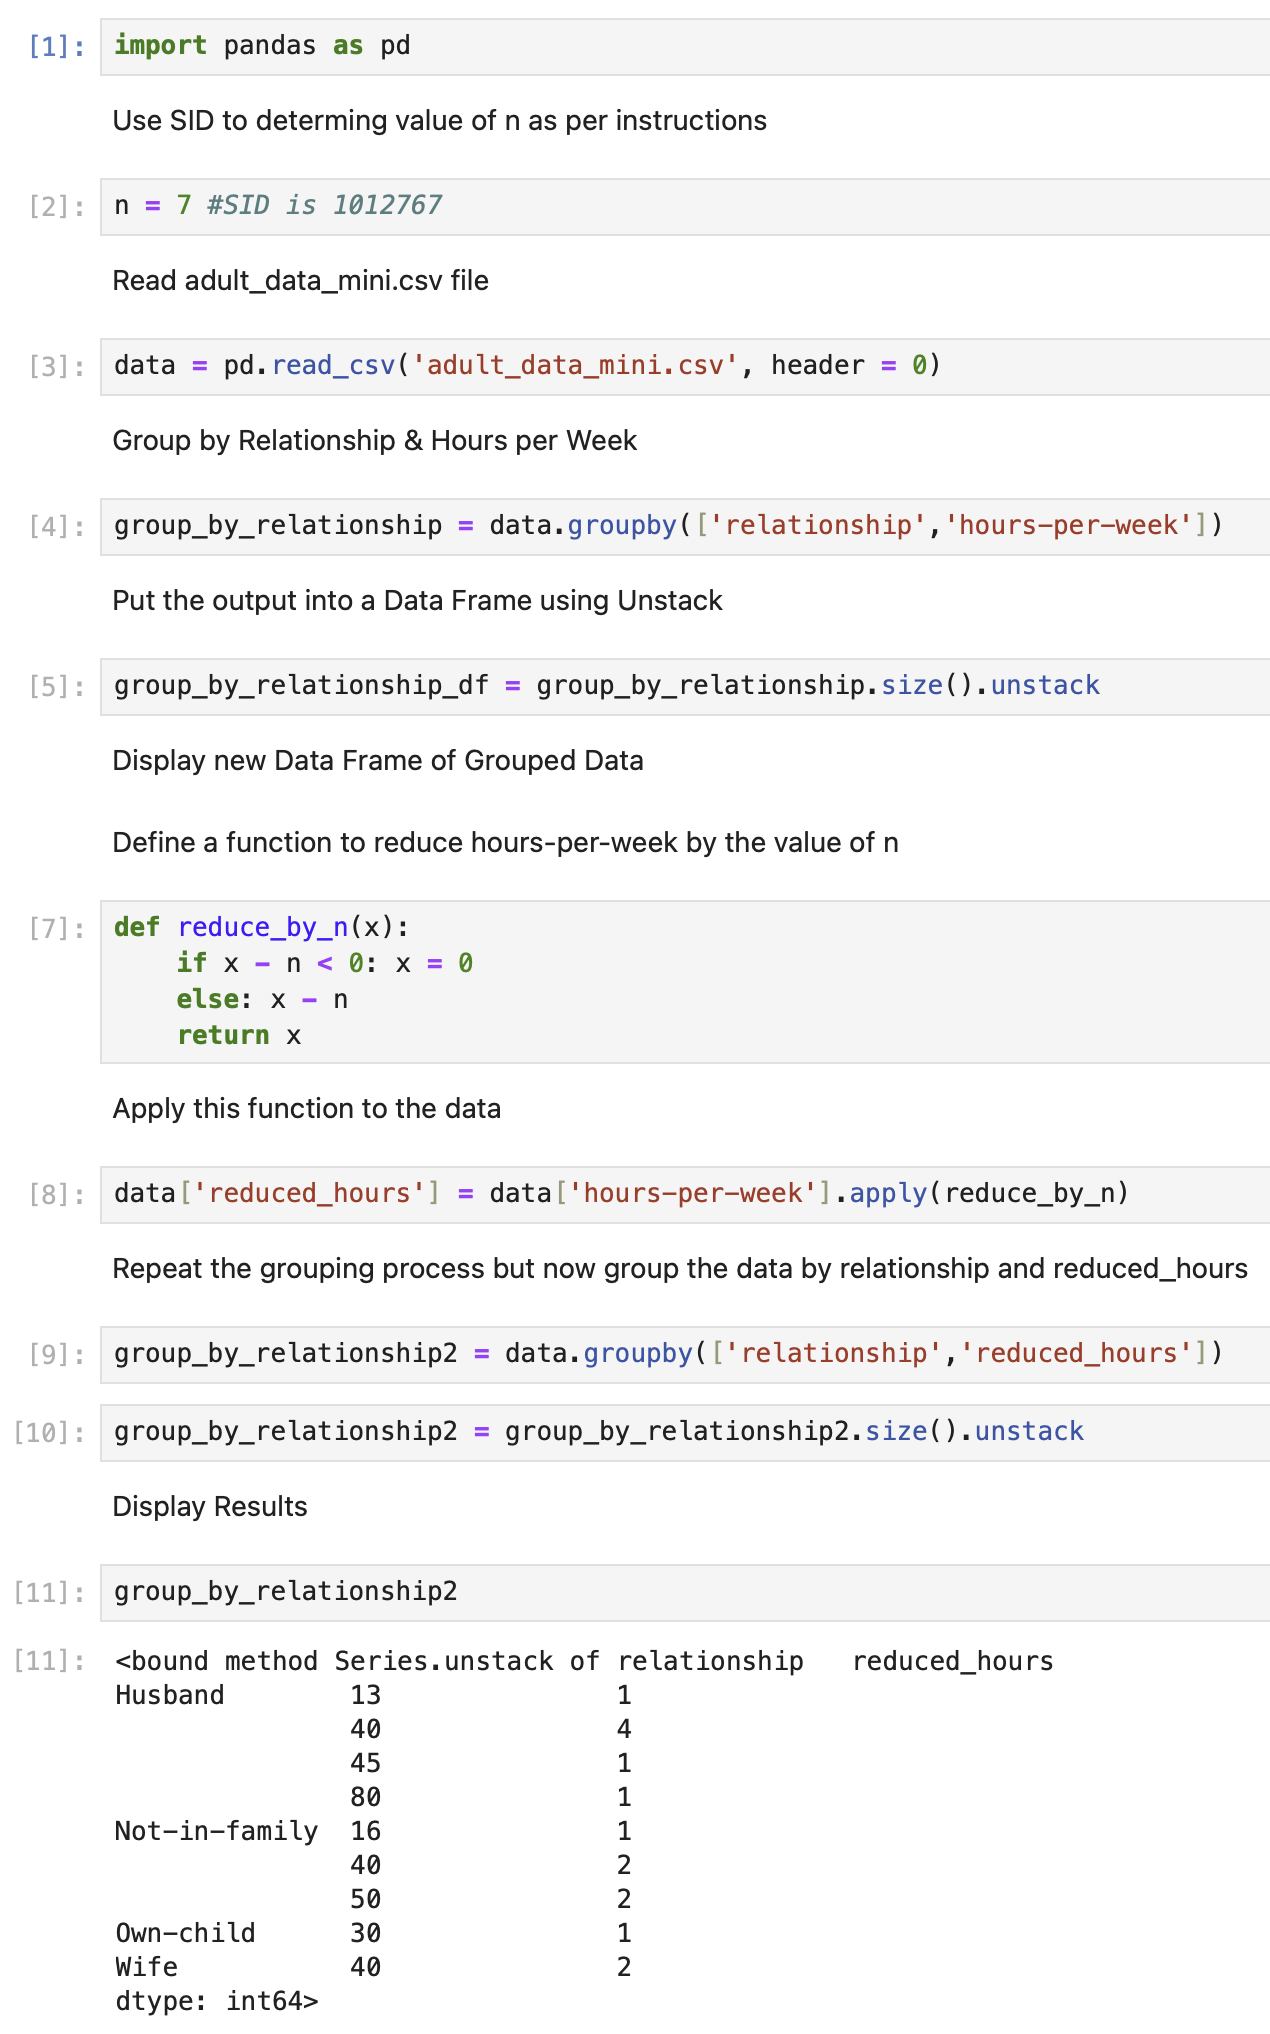 [1]: import pandas as pd
Use SID to determing value of n as per instructions
[2]: n = 7 #SID is 1012767
Read adult_data_mini.csv file
[3]: data = pd.read_csv('adult_data_mini.csv', header = 0)
Group by Relationship & Hours per Week
[4]: group_by_relationship = data.groupby(['relationship','hours-per-week'])
Put the output into a Data Frame using Unstack
[5]: group_by_relationship_df = group_by_relationship.size().unstack
Display new Data Frame of Grouped Data
Define a function to reduce hours-per-week by the value of n
[7]: def reduce_by_n(x):
    if x - n < 0: x = 0
    else: x - n
    return x
Apply this function to the data
[8]: data['reduced_hours'] = data['hours-per-week'].apply(reduce_by_n)
Repeat the grouping process but now group the data by relationship and reduced_hours
[9]: group_by_relationship2 = data.groupby(['relationship','reduced_hours'])
[10]: group_by_relationship2 = group_by_relationship2.size().unstack
Display Results
[11]: group_by_relationship2
[11]: <bound method Series.unstack of relationship   reduced_hours
Husband        13               1
               40               4
               45               1
               80               1
Not-in-family  16               1
               40               2
               50               2
Own-child      30               1
Wife           40               2
dtype: int64>